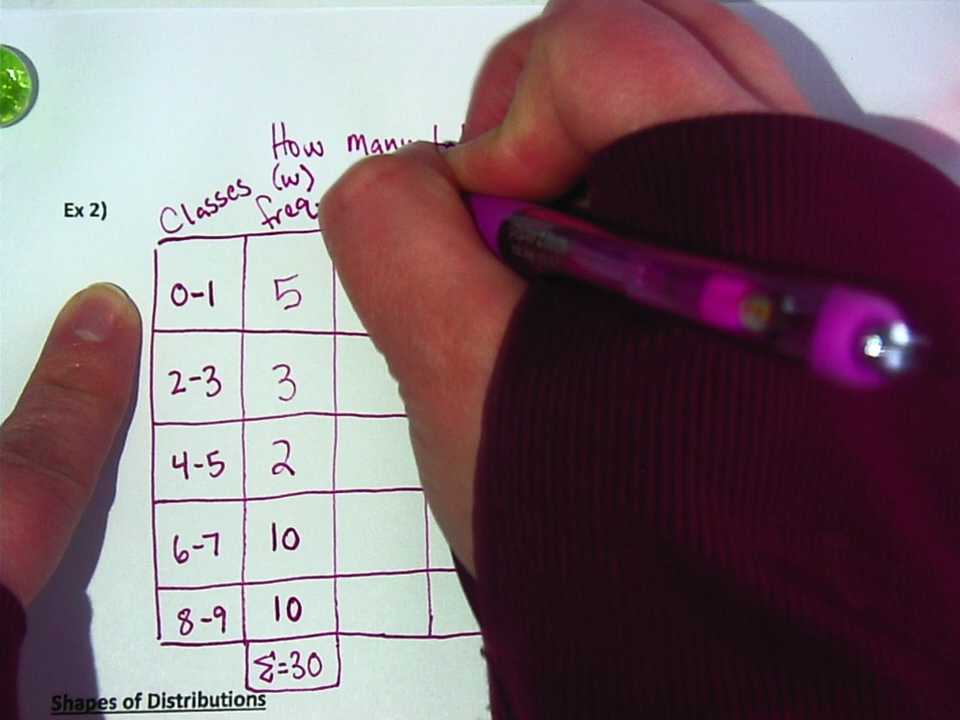 How many
(w)
Ex 2)
Classes freq
0-1 5
2-3 3
4-5 2
6-7 10
8-9 10
Σ=30
Shapes of Distributions